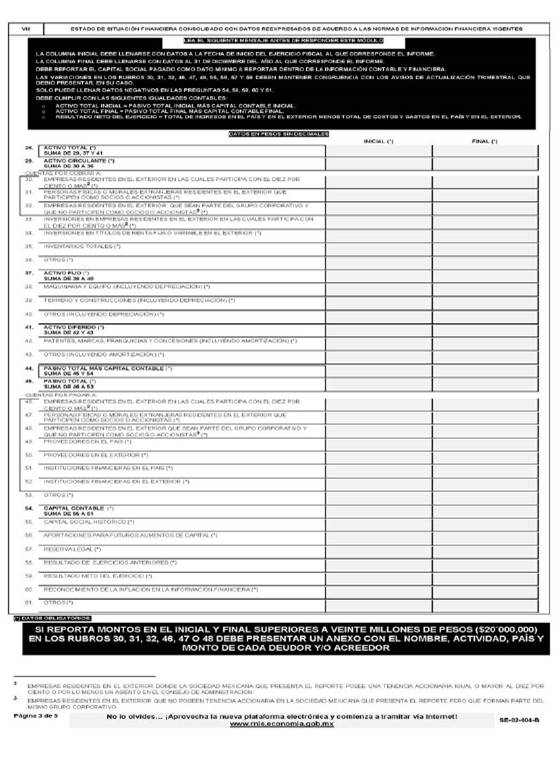 VIII ESTADO DE SITUACIÓN FINANCIERA CONSOLIDADO CON DATOS REEXPRESADOS DE ACUERDO A LAS NORMAS DE INFORMACIÓN FINANCIERA VIGENTES
LEA EL SIGUIENTE MENSAJE ANTES DE RESPONDER ESTE MÓDULO
LA COLUMNA INICIAL DEBE LLENARSE CON DATOS A LA FECHA DE INICIO DEL EJERCICIO FISCAL AL QUE CORRESPONDE EL INFORME.
LA COLUMNA FINAL DEBE LLENARSE CON DATOS AL 31 DE DICIEMBRE DEL AÑO AL QUE CORRESPONDE EL INFORME.
DEBE REPORTAR EL CAPITAL SOCIAL PAGADO COMO DATO MÍNIMO A REPORTAR DENTRO DE LA INFORMACIÓN CONTABLE Y FINANCIERA.
LAS VARIACIONES EN LOS RUBROS 30, 31, 32, 46, 47, 48, 55, 56, 57 Y 58 DEBEN MANTENER CONGRUENCIA CON LOS AVISOS DE ACTUALIZACIÓN TRIMESTRAL QUE
DEBIÓ PRESENTAR, EN SU CASO.
SOLO PUEDE LLENAR DATOS NEGATIVOS EN LAS PREGUNTAS 54, 58, 59, 60 Y 61.
DEBE CUMPLIR CON LAS SIGUIENTES IGUALDADES CONTABLES:
o ACTIVO TOTAL INICIAL = PASIVO TOTAL INICIAL MÁS CAPITAL CONTABLE INICIAL.
o ACTIVO TOTAL FINAL = PASIVO TOTAL FINAL MÁS CAPITAL CONTABLE FINAL.
o RESULTADO NETO DEL EJERCICIO = TOTAL DE INGRESOS EN EL PAÍS Y EN EL EXTERIOR MENOS TOTAL DE COSTOS Y GASTOS EN EL PAÍS Y EN EL EXTERIOR.
DATOS EN PESOS SIN DECIMALES
INICIAL (*) FINAL (*)
28. ACTIVO TOTAL (*)
SUMA DE 29, 37 Y 41
29. ACTIVO CIRCULANTE (*)
SUMA DE 30 A 36
CUENTAS POR COBRAR A:
30. EMPRESAS RESIDENTES EN EL EXTERIOR EN LAS CUALES PARTICIPA CON EL DIEZ POR
CIENTO O MÁS² (*)
31. PERSONAS FÍSICAS O MORALES EXTRANJERAS RESIDENTES EN EL EXTERIOR QUE
PARTICIPEN COMO SOCIOS O ACCIONISTAS (*)
32. EMPRESAS RESIDENTES EN EL EXTERIOR QUE SEAN PARTE DEL GRUPO CORPORATIVO Y
QUE NO PARTICIPEN COMO SOCIOS O ACCIONISTAS³ (*)
33. INVERSIONES EN EMPRESAS RESIDENTES EN EL EXTERIOR EN LAS CUALES PARTICIPA CON
EL DIEZ POR CIENTO O MÁS² (*)
34. INVERSIONES EN TÍTULOS DE RENTA FIJA O VARIABLE EN EL EXTERIOR (*)
35. INVENTARIOS TOTALES (*)
36. OTROS (*)
37. ACTIVO FIJO (*)
SUMA DE 38 A 40
38. MAQUINARIA Y EQUIPO (INCLUYENDO DEPRECIACIÓN) (*)
39. TERRENO Y CONSTRUCCIONES (INCLUYENDO DEPRECIACIÓN) (*)
40. OTROS (INCLUYENDO DEPRECIACIÓN) (*)
41. ACTIVO DIFERIDO (*)
SUMA DE 42 Y 43
42. PATENTES, MARCAS, FRANQUICIAS Y CONCESIONES (INCLUYENDO AMORTIZACIÓN) (*)
43. OTROS (INCLUYENDO AMORTIZACIÓN) (*)
44. PASIVO TOTAL MÁS CAPITAL CONTABLE (*)
SUMA DE 45 Y 54
45. PASIVO TOTAL (*)
SUMA DE 46 A 53
CUENTAS POR PAGAR A:
46. EMPRESAS RESIDENTES EN EL EXTERIOR EN LAS CUALES PARTICIPA CON EL DIEZ POR
CIENTO O MÁS² (*)
47. PERSONAS FÍSICAS O MORALES EXTRANJERAS RESIDENTES EN EL EXTERIOR QUE
PARTICIPEN COMO SOCIOS O ACCIONISTAS (*)
48. EMPRESAS RESIDENTES EN EL EXTERIOR QUE SEAN PARTE DEL GRUPO CORPORATIVO Y
QUE NO PARTICIPEN COMO SOCIOS O ACCIONISTAS³ (*)
49. PROVEEDORES EN EL PAÍS (*)
50. PROVEEDORES EN EL EXTERIOR (*)
51. INSTITUCIONES FINANCIERAS EN EL PAÍS (*)
52. INSTITUCIONES FINANCIERAS EN EL EXTERIOR (*)
53. OTROS (*)
54. CAPITAL CONTABLE (*)
SUMA DE 55 A 61
55. CAPITAL SOCIAL HISTÓRICO (*)
56. APORTACIONES PARA FUTUROS AUMENTOS DE CAPITAL (*)
57. RESERVA LEGAL (*)
58. RESULTADO DE EJERCICIOS ANTERIORES (*)
59. RESULTADO NETO DEL EJERCICIO (*)
60. RECONOCIMIENTO DE LA INFLACIÓN EN LA INFORMACIÓN FINANCIERA (*)
61. OTROS (*)
(*) DATOS OBLIGATORIOS
SI REPORTA MONTOS EN EL INICIAL Y FINAL SUPERIORES A VEINTE MILLONES DE PESOS ($20'000,000)
EN LOS RUBROS 30, 31, 32, 46, 47 O 48 DEBE PRESENTAR UN ANEXO CON EL NOMBRE, ACTIVIDAD, PAÍS Y
MONTO DE CADA DEUDOR Y/O ACREEDOR
2 EMPRESAS RESIDENTES EN EL EXTERIOR DONDE LA SOCIEDAD MEXICANA QUE PRESENTA EL REPORTE POSEE UNA TENENCIA ACCIONARIA IGUAL O MAYOR AL DIEZ POR
CIENTO O POR LO MENOS UN ASIENTO EN EL CONSEJO DE ADMINISTRACIÓN.
3 EMPRESAS RESIDENTES EN EL EXTERIOR QUE NO POSEEN TENENCIA ACCIONARIA EN LA SOCIEDAD MEXICANA QUE PRESENTA EL REPORTE PERO QUE FORMAN PARTE DEL
MISMO GRUPO CORPORATIVO.
Página 3 de 5 No lo olvides... ¡Aprovecha la nueva plataforma electrónica y comienza a tramitar vía Internet! SE-02-004-B
www.rnie.economia.gob.mx